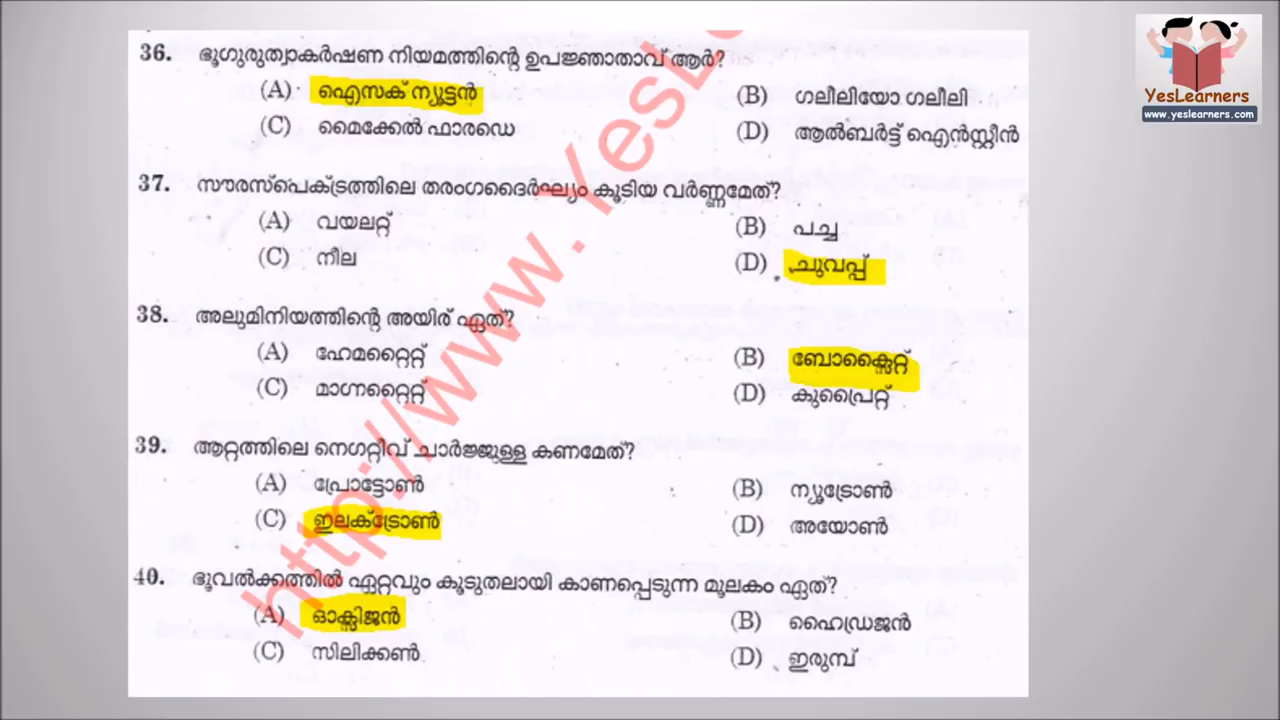 YesLearners
www.yeslearners.com
36. ഭൂഗുരുത്വാകർഷണ നിയമത്തിന്റെ ഉപജ്ഞാതാവ് ആര്‍?
(A) ഐസക് ന്യൂട്ടൻ (B) ഗലീലിയോ ഗലീലി
(C) മൈക്കേൽ ഫാരഡെ (D) ആൽബർട്ട് ഐൻസ്റ്റീൻ
37. സൗരസ്പെക്ട്രത്തിലെ തരംഗദൈർഘ്യം കൂടിയ വർണ്ണമേത്?
(A) വയലറ്റ് (B) പച്ച
(C) നീല (D) ചുവപ്പ്
38. അലുമിനിയത്തിന്റെ അയിര് ഏത്?
(A) ഹേമറ്റൈറ്റ് (B) ബോക്സൈറ്റ്
(C) മാഗ്നറ്റൈറ്റ് (D) കുപ്രൈറ്റ്
39. ആറ്റത്തിലെ നെഗറ്റിവ് ചാർജ്ജുള്ള കണമേത്?
(A) പ്രോട്ടോൺ (B) ന്യൂട്രോൺ
(C) ഇലക്ട്രോൺ (D) അയോൺ
40. ഭൂവൽക്കത്തിൽ ഏറ്റവും കൂടുതലായി കാണപ്പെടുന്ന മൂലകം ഏത്?
(A) ഓക്സിജൻ (B) ഹൈഡ്രജൻ
(C) സിലിക്കൺ (D) ഇരുമ്പ്
http://www.YesL